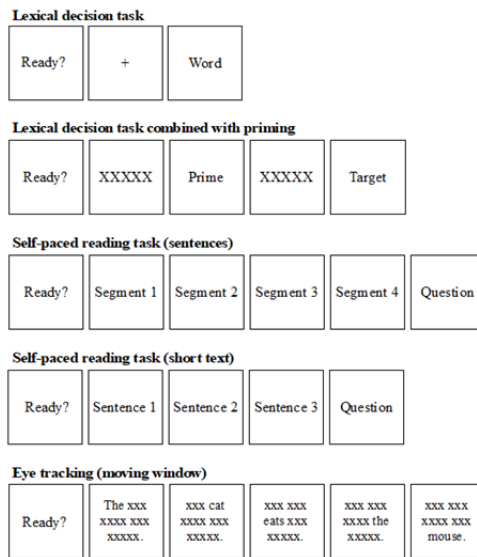 Lexical decision task
Ready? + Word
Lexical decision task combined with priming
Ready? XXXXX Prime XXXXX Target
Self-paced reading task (sentences)
Ready? Segment 1 Segment 2 Segment 3 Segment 4 Question
Self-paced reading task (short text)
Ready? Sentence 1 Sentence 2 Sentence 3 Question
Eye tracking (moving window)
Ready?
The xxx
xxxx xxx
xxxxx.
xxx cat
xxxx xxx
xxxxx.
xxx xxx
eats xxx
xxxxx.
xxx xxx
xxxx the
xxxxx.
xxx xxx
xxxx xxx
mouse.